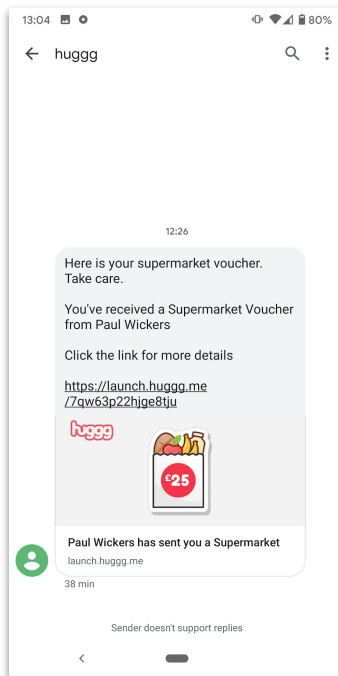 13:04 80%
huggg
12:26
Here is your supermarket voucher.
Take care.
You've received a Supermarket Voucher
from Paul Wickers
Click the link for more details
https://launch.huggg.me
/7qw63p22hjge8tju
huggg
£25
Paul Wickers has sent you a Supermarket
launch.huggg.me
38 min
Sender doesn't support replies